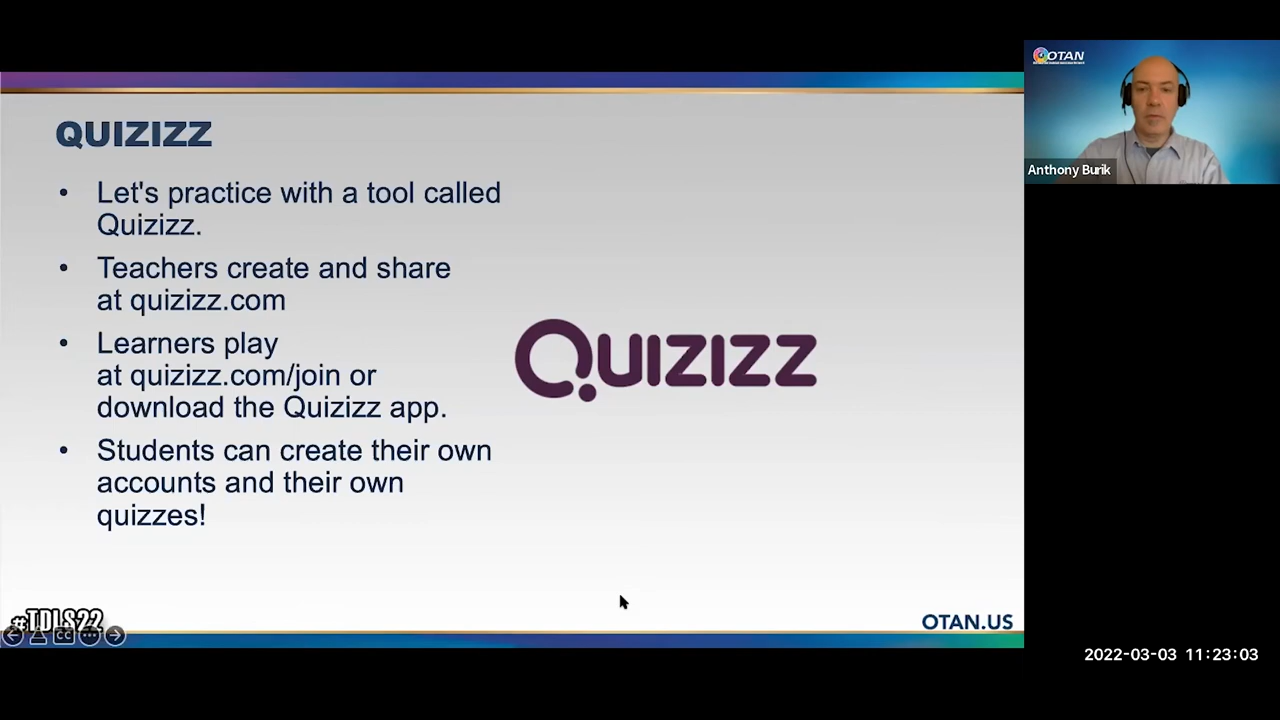 QUIZIZZ
• Let's practice with a tool called
Quizizz.
• Teachers create and share
at quizizz.com
• Learners play
at quizizz.com/join or
download the Quizizz app.
• Students can create their own
accounts and their own
quizzes!
QUIZIZZ
#TDLS22
CC
OTAN.US
OTAN
Anthony Burik
2022-03-03 11:23:03